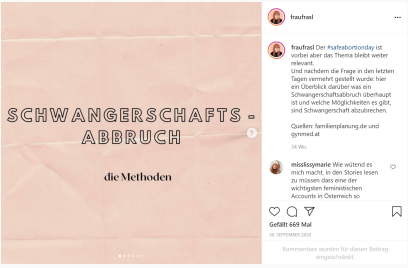 SCHWANGERSCHAFTS-
ABBRUCH
die Methoden
fraufrasl
fraufrasl Der #safeabortionday ist
vorbei aber das Thema bleibt weiter
relevant.
Und nachdem die Frage in den letzten
Tagen vermehrt gestellt wurde: hier
ein Überblick darüber was ein
Schwangerschaftsabbruch überhaupt
ist und welche Möglichkeiten es gibt,
sind Schwangerschaft abzubrechen.
Quellen: familienplanung.de und
gynmed.at
34 Wo.
misslissymarie Wie wütend es
mich macht, in den Stories lesen
zu müssen dass eine der
wichtigsten feministischen
Accounts in Österreich so
Gefällt 669 Mal
30. SEPTEMBER 2020
Kommentare wurden für diesen Beitrag
eingeschränkt